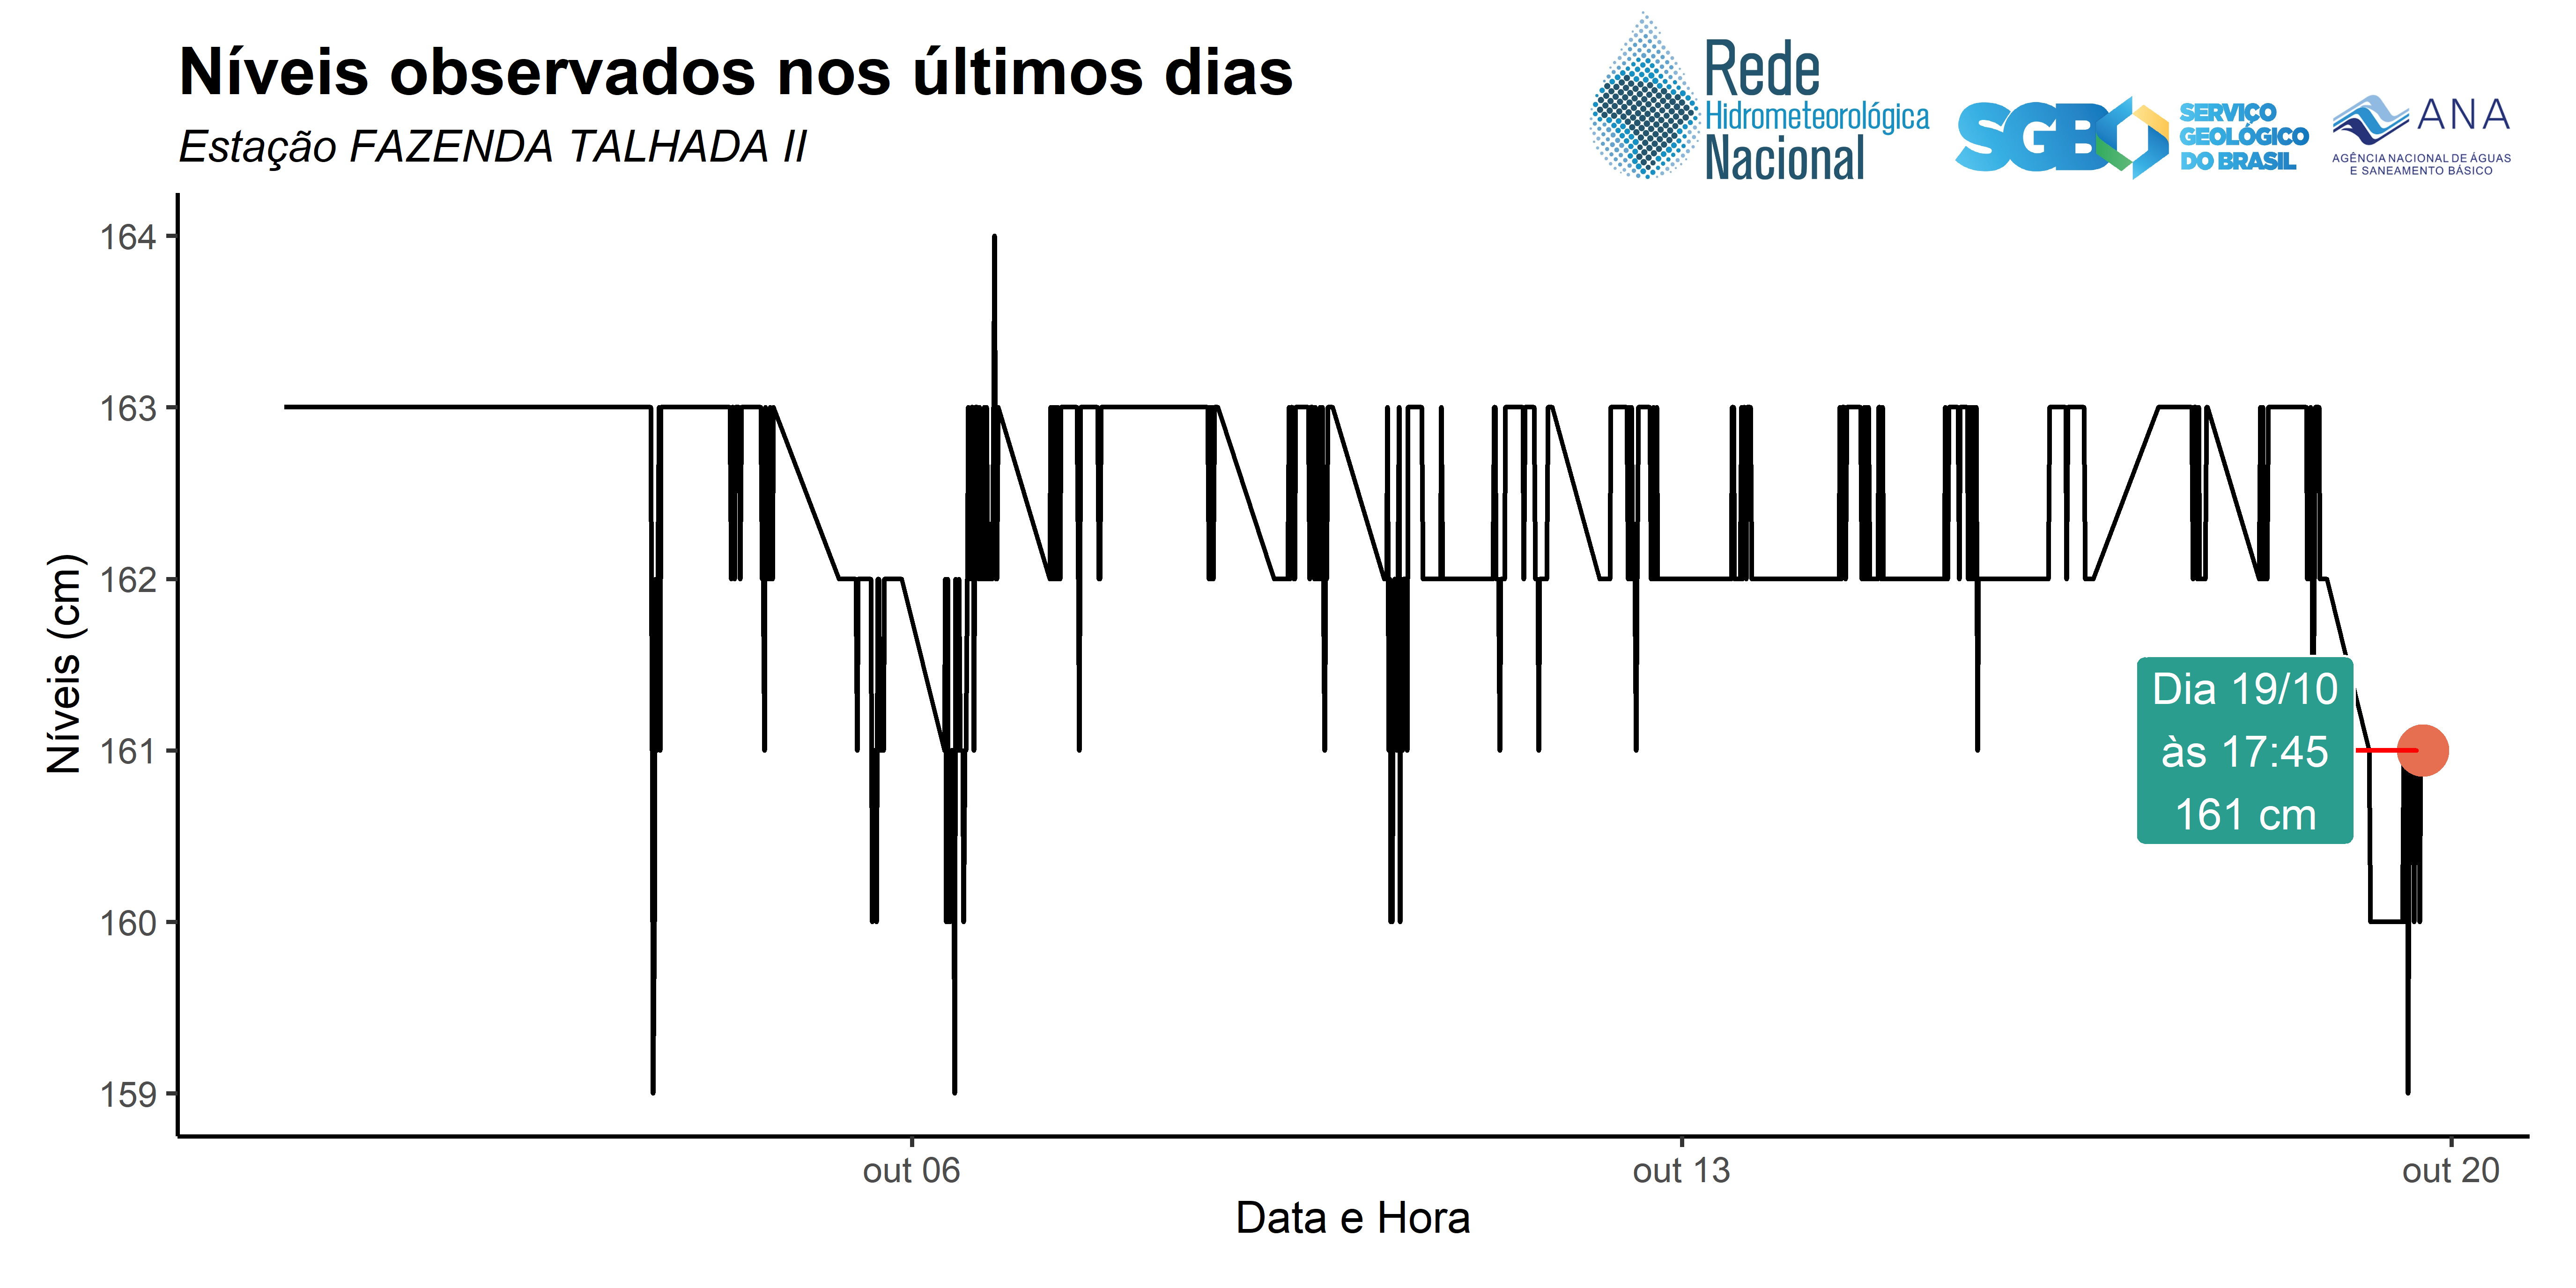 Níveis observados nos últimos dias
Estação FAZENDA TALHADA II
Rede
Hidrometeorológica
Nacional
SGB
SERVIÇO
GEOLÓGICO
DO BRASIL
ANA
AGÊNCIA NACIONAL DE ÁGUAS
E SANEAMENTO BÁSICO
164
163
162
161
160
159
Níveis (cm)
Dia 19/10
às 17:45
161 cm
out 06
out 13
out 20
Data e Hora